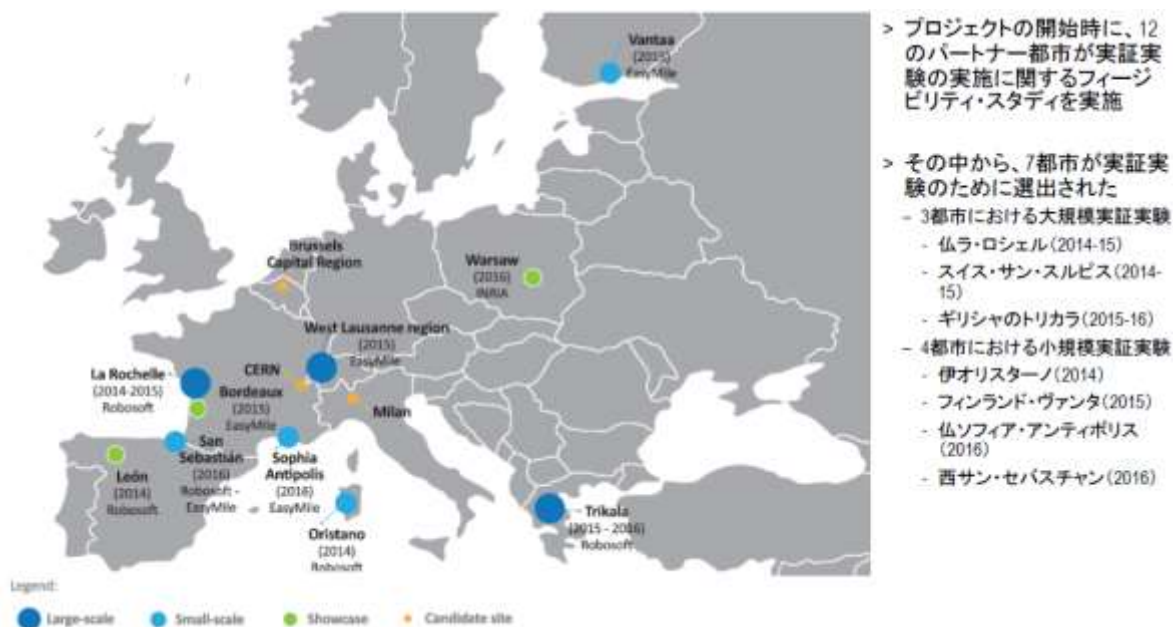 Vantaa
(2015)
EasyMile
Brussels
Capital Region
Warsaw
(2016)
INRIA
West Lausanne region
(2015)
EasyMile
CERN
La Rochelle
(2014-2015)
Robosoft
Bordeaux
(2015)
EasyMile
Milan
San
Sebastián
(2016)
Robosoft -
EasyMile
Sophia
Antipolis
(2016)
EasyMile
León
(2014)
Robosoft
Oristano
(2014)
Robosoft
Trikala
(2015 - 2016)
Robosoft
Legend:
Large-scale
Small-scale
Showcase
Candidate site
> プロジェクトの開始時に、12
のパートナー都市が実証実
験の実施に関するフィージ
ビリティ・スタディを実施
> その中から、7都市が実証実
験のために選出された
– 3都市における大規模実証実験
- 仏ラ・ロシェル(2014-15)
- スイス・サン・スルピス(2014-
15)
- ギリシャのトリカラ(2015-16)
– 4都市における小規模実証実験
- 伊オリスターノ(2014)
- フィンランド・ヴァンタ(2015)
- 仏ソフィア・アンティポリス
(2016)
- 西サン・セバスチャン(2016)